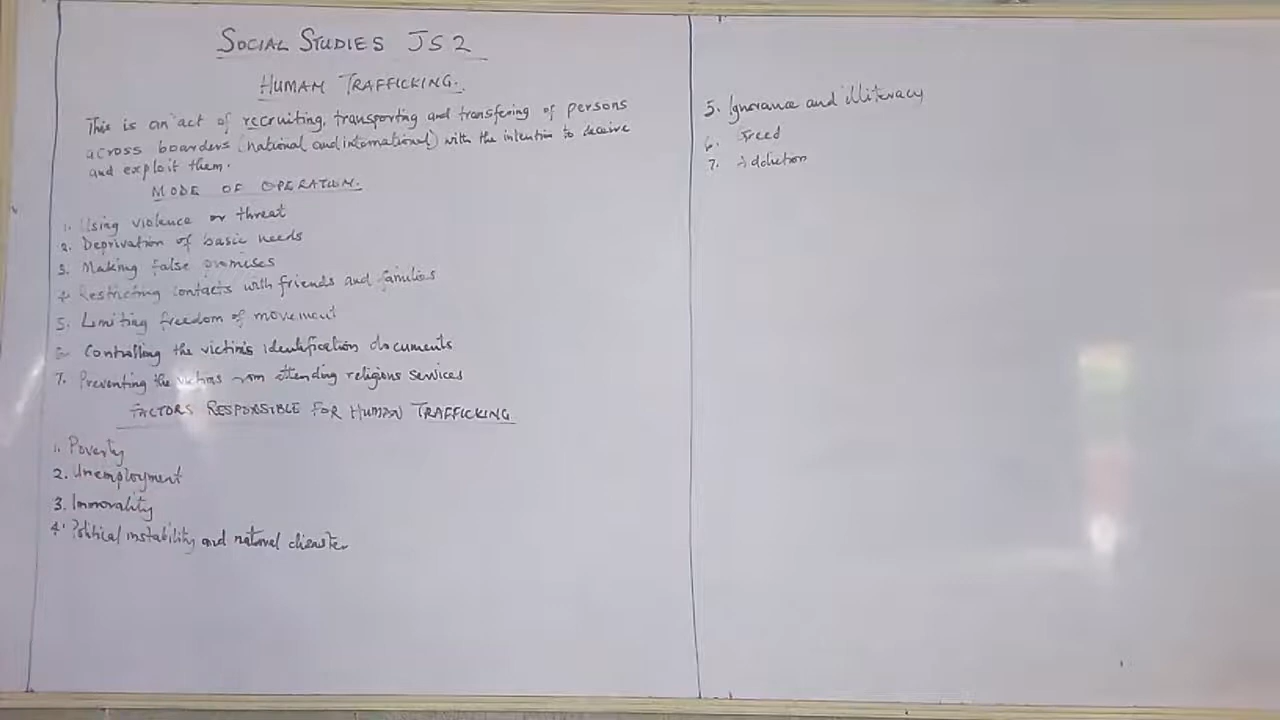 SOCIAL STUDIES JS2
HUMAN TRAFFICKING.
This is an act of recruiting, transporting and transfering of persons
across boarders (national and international) with the intention to deceive
and exploit them.
MODE OF OPERATION.
1. Using violence or threat
2. Deprivation of basic needs
3. Making false promises
4. Restricting contacts with friends and families
5. Limiting freedom of movement
6. Controlling the victims identification documents
7. Preventing the victims from attending religious services
FACTORS RESPONSIBLE FOR HUMAN TRAFFICKING
1. Poverty
2. Unemployment
3. Immorality
4. Political instability and natural disaster
5. Ignorance and illiteracy
6. Greed
7. Addiction